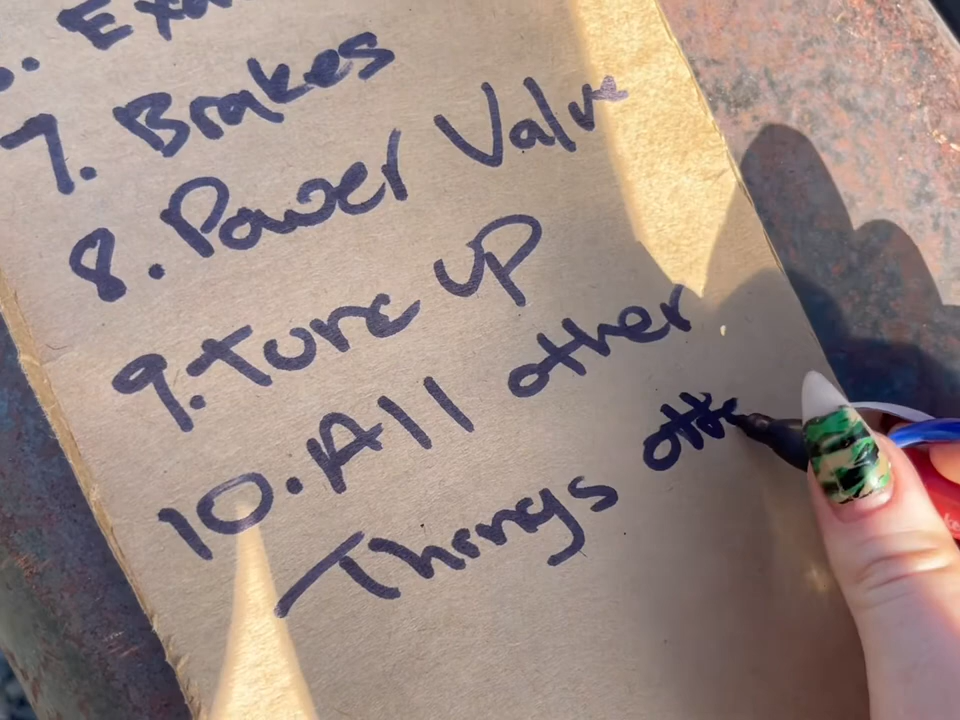 7. Brakes
8. Power Valve
9. Tune up
10. All other
Things